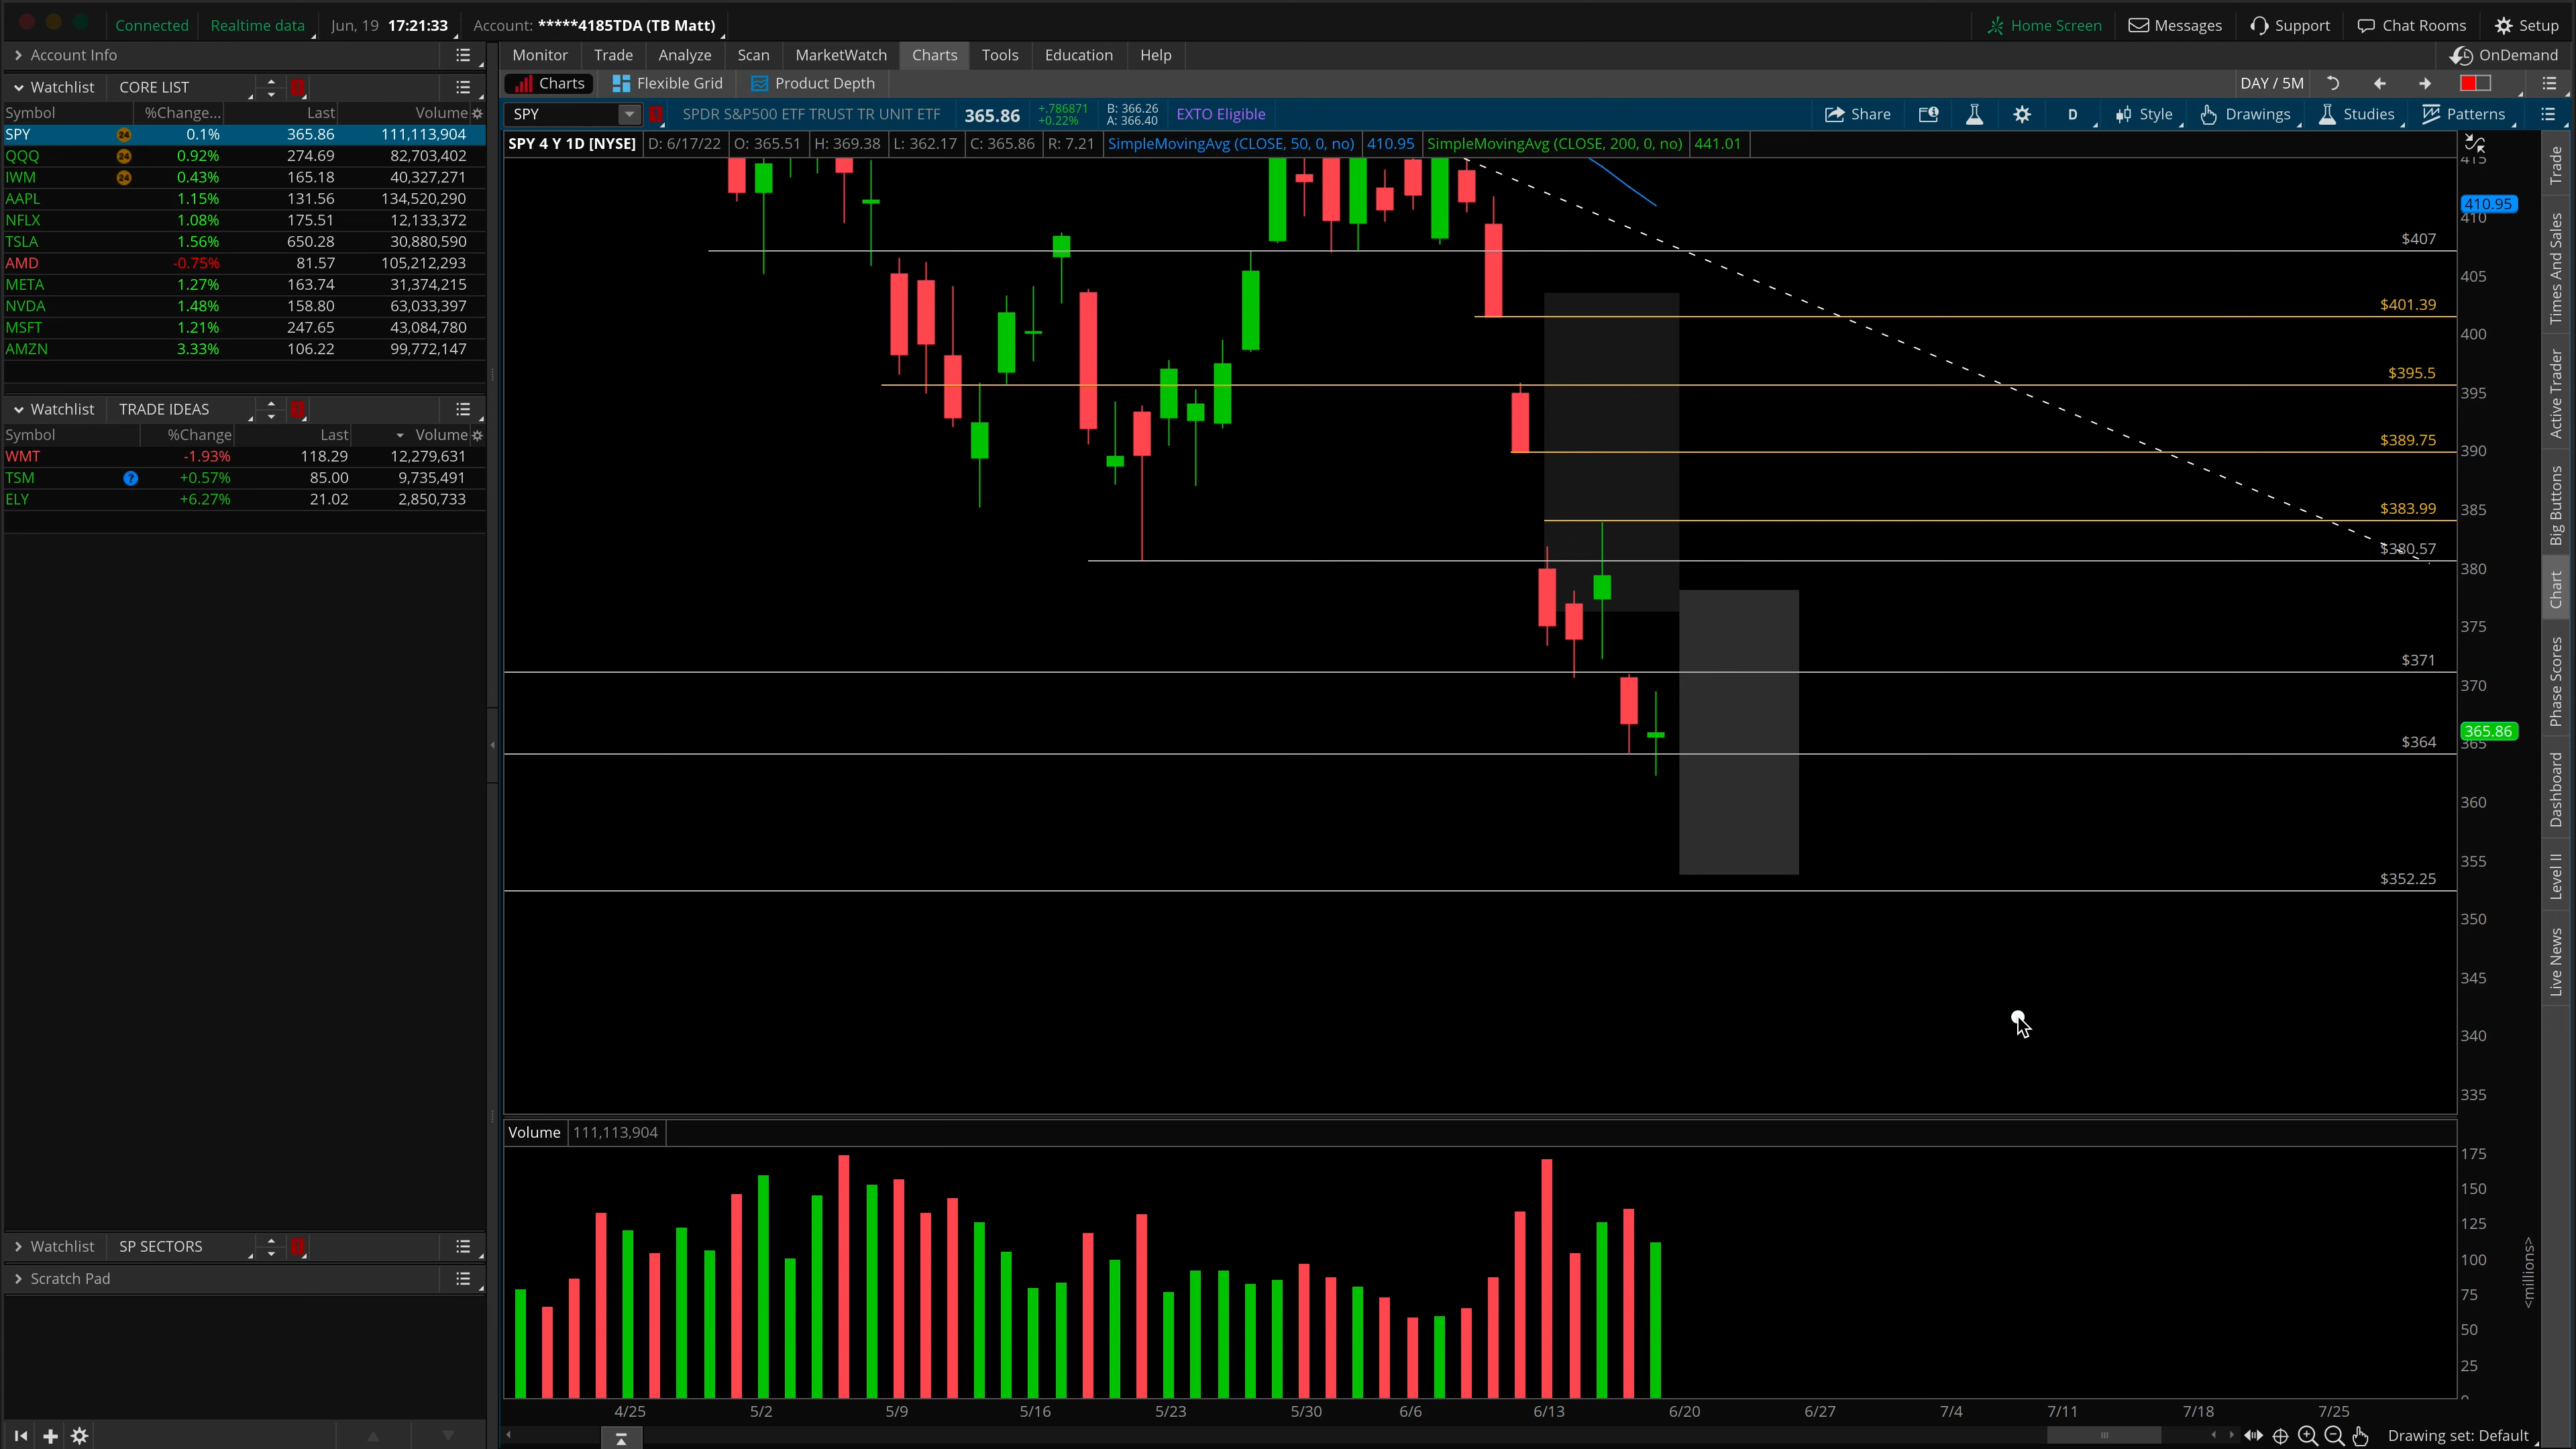 Connected Realtime data Jun, 19 17:21:33 Account: *****4185TDA (TB Matt) Home Screen Messages Support Chat Rooms Setup
Account Info
Monitor Trade Analyze Scan MarketWatch Charts Tools Education Help OnDemand
Watchlist CORE LIST
Charts Flexible Grid Product Depth DAY / 5M
Symbol %Change... Last Volume
SPY 24 0.1% 365.86 111,113,904
QQQ 24 0.92% 274.69 82,703,402
IWM 24 0.43% 165.18 40,327,271
AAPL 1.15% 131.56 134,520,290
NFLX 1.08% 175.51 12,133,372
TSLA 1.56% 650.28 30,880,590
AMD -0.75% 81.57 105,212,293
META 1.27% 163.74 31,374,215
NVDA 1.48% 158.80 63,033,397
MSFT 1.21% 247.65 43,084,780
AMZN 3.33% 106.22 99,772,147
Watchlist TRADE IDEAS
Symbol %Change Last Volume
WMT -1.93% 118.29 12,279,631
TSM ? +0.57% 85.00 9,735,491
ELY +6.27% 21.02 2,850,733
Watchlist SP SECTORS
Scratch Pad
SPY SPDR S&P500 ETF TRUST TR UNIT ETF 365.86 +.786871 +0.22% B: 366.26 A: 366.40 EXTO Eligible Share D Style Drawings Studies Patterns
SPY 4 Y 1D [NYSE] D: 6/17/22 O: 365.51 H: 369.38 L: 362.17 C: 365.86 R: 7.21 SimpleMovingAvg (CLOSE, 50, 0, no) 410.95 SimpleMovingAvg (CLOSE, 200, 0, no) 441.01
415
410.95
410
$407
405
$401.39
400
$395.5
395
$389.75
390
$383.99
385
$380.57
380
375
$371
370
365.86
365
$364
360
355
$352.25
350
345
340
335
Volume 111,113,904
175
150
125
100
75
50
25
0
<millions>
4/25 5/2 5/9 5/16 5/23 5/30 6/6 6/13 6/20 6/27 7/4 7/11 7/18 7/25
Drawing set: Default
Trade
Times And Sales
Active Trader
Big Buttons
Chart
Phase Scores
Dashboard
Level II
Live News